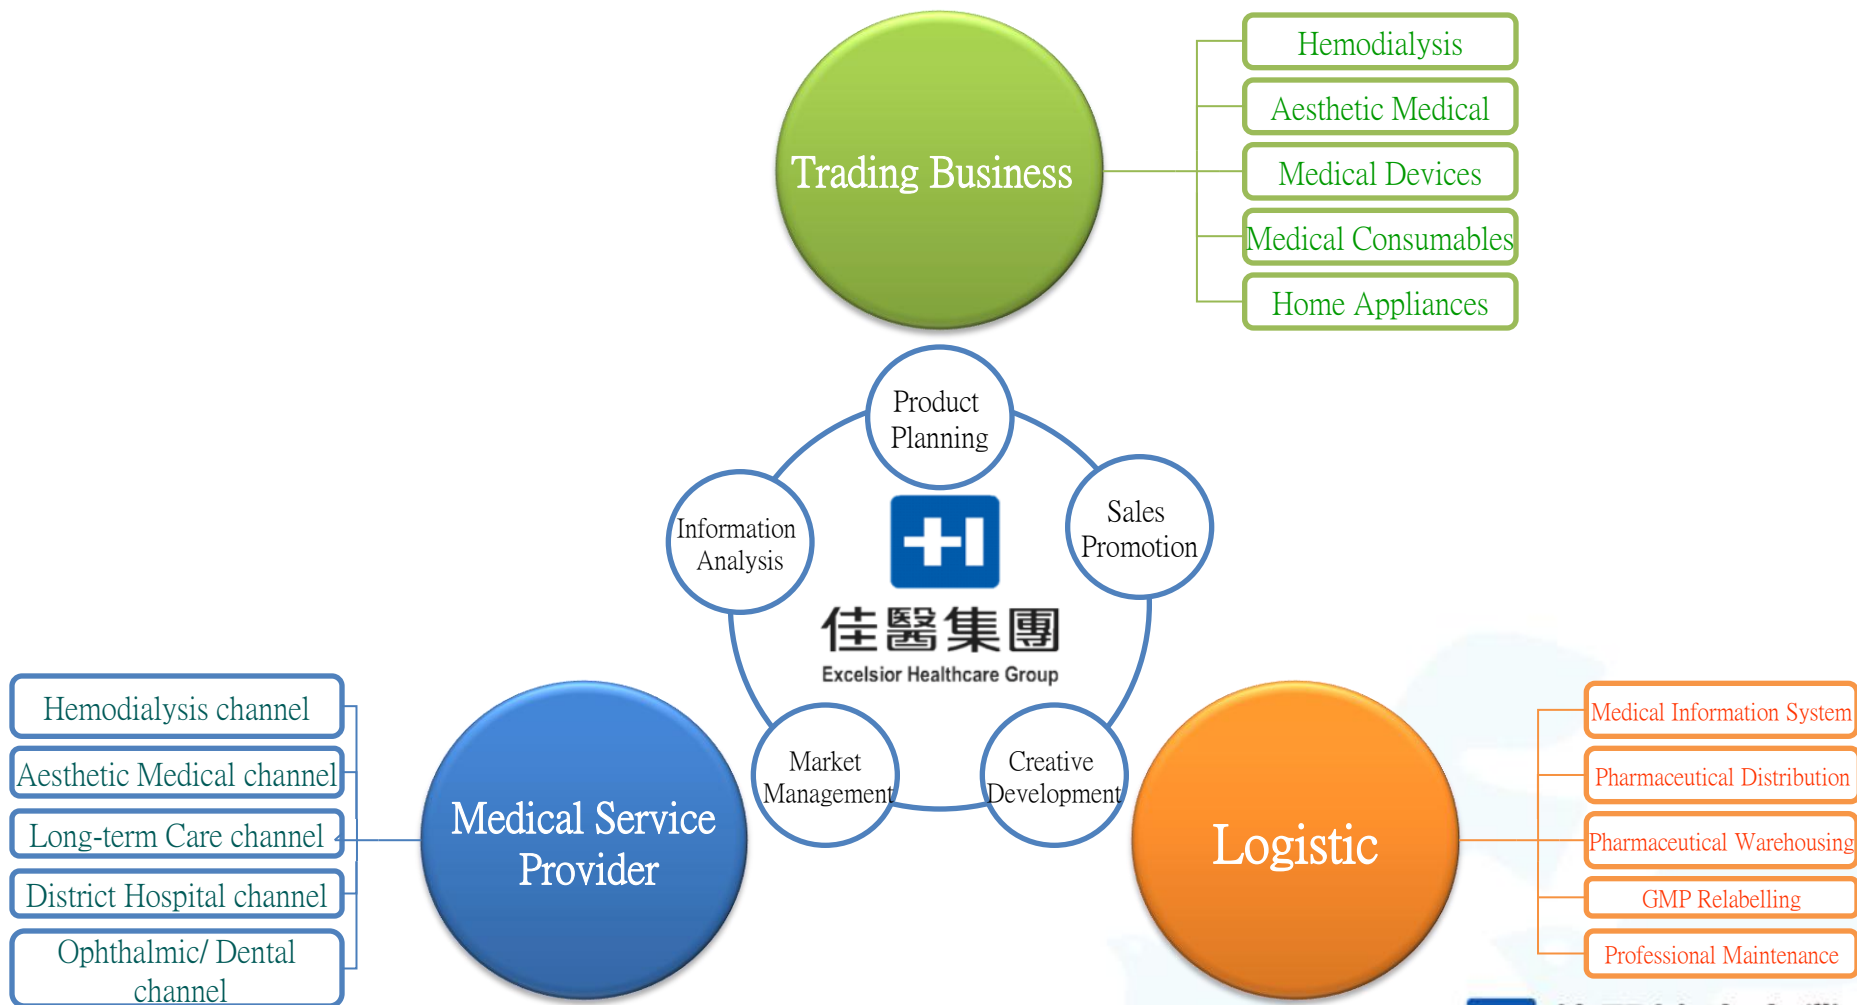 Trading Business
Hemodialysis
Aesthetic Medical
Medical Devices
Medical Consumables
Home Appliances
Product
Planning
Sales
Promotion
Information
Analysis
佳醫集團
Excelsior Healthcare Group
Market
Management
Creative
Development
Hemodialysis channel
Aesthetic Medical channel
Long-term Care channel
District Hospital channel
Ophthalmic/ Dental
channel
Medical Service
Provider
Logistic
Medical Information System
Pharmaceutical Distribution
Pharmaceutical Warehousing
GMP Relabelling
Professional Maintenance